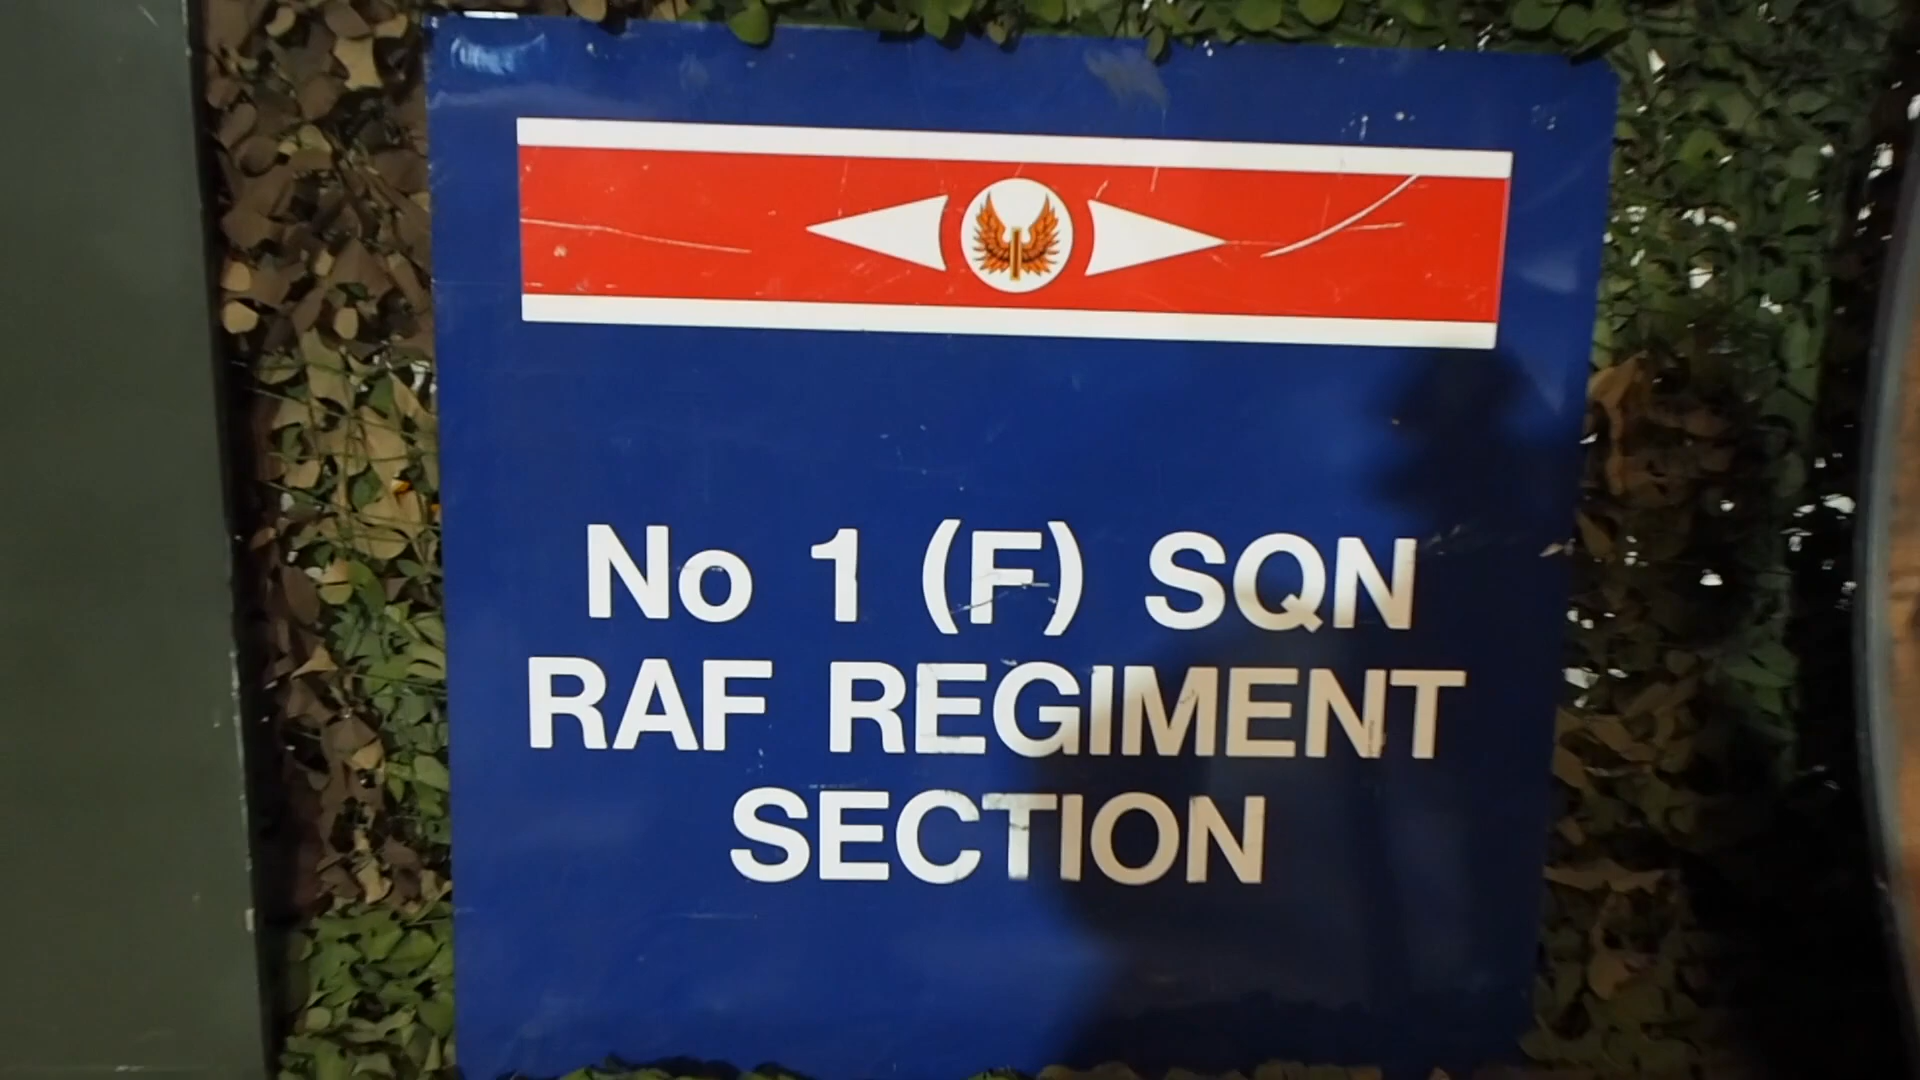 No 1 (F) SQN
RAF REGIMENT
SECTION